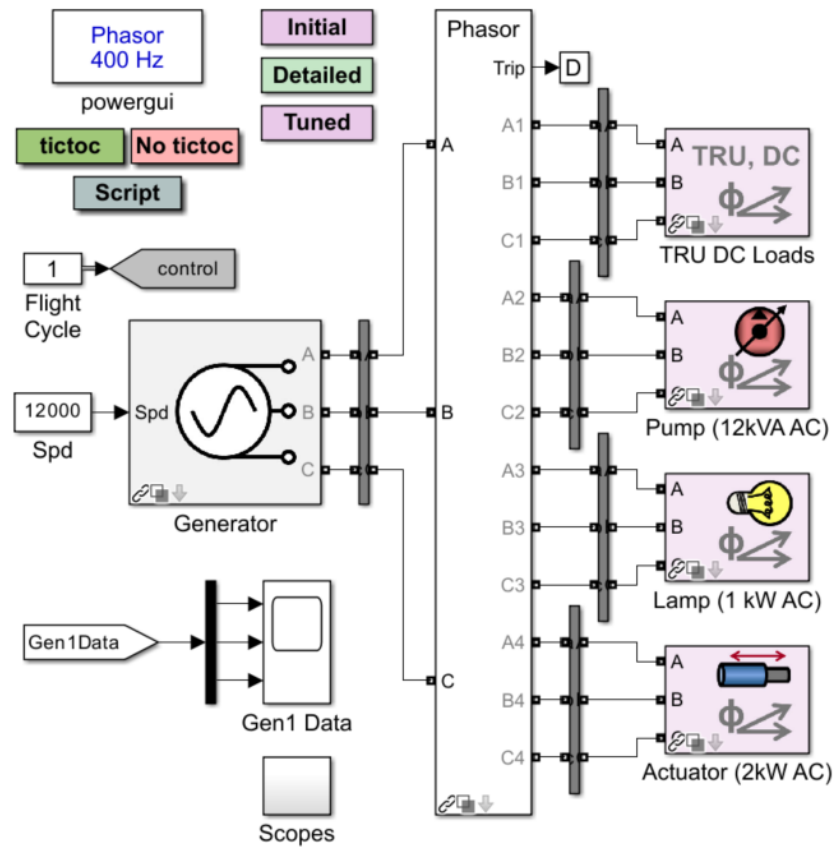 Phasor
400 Hz
powergui
Initial
Detailed
Tuned
tictoc
No tictoc
Script
1
control
Flight
Cycle
12000
Spd
Spd
A
B
C
Generator
Gen1Data
Gen1 Data
Scopes
Phasor
Trip
D
A
B
C
A1
B1
C1
A2
B2
C2
A3
B3
C3
A4
B4
C4
A
B
TRU, DC
ϕ
TRU DC Loads
A
B
ϕ
Pump (12kVA AC)
A
B
ϕ
Lamp (1 kW AC)
A
B
ϕ
Actuator (2kW AC)